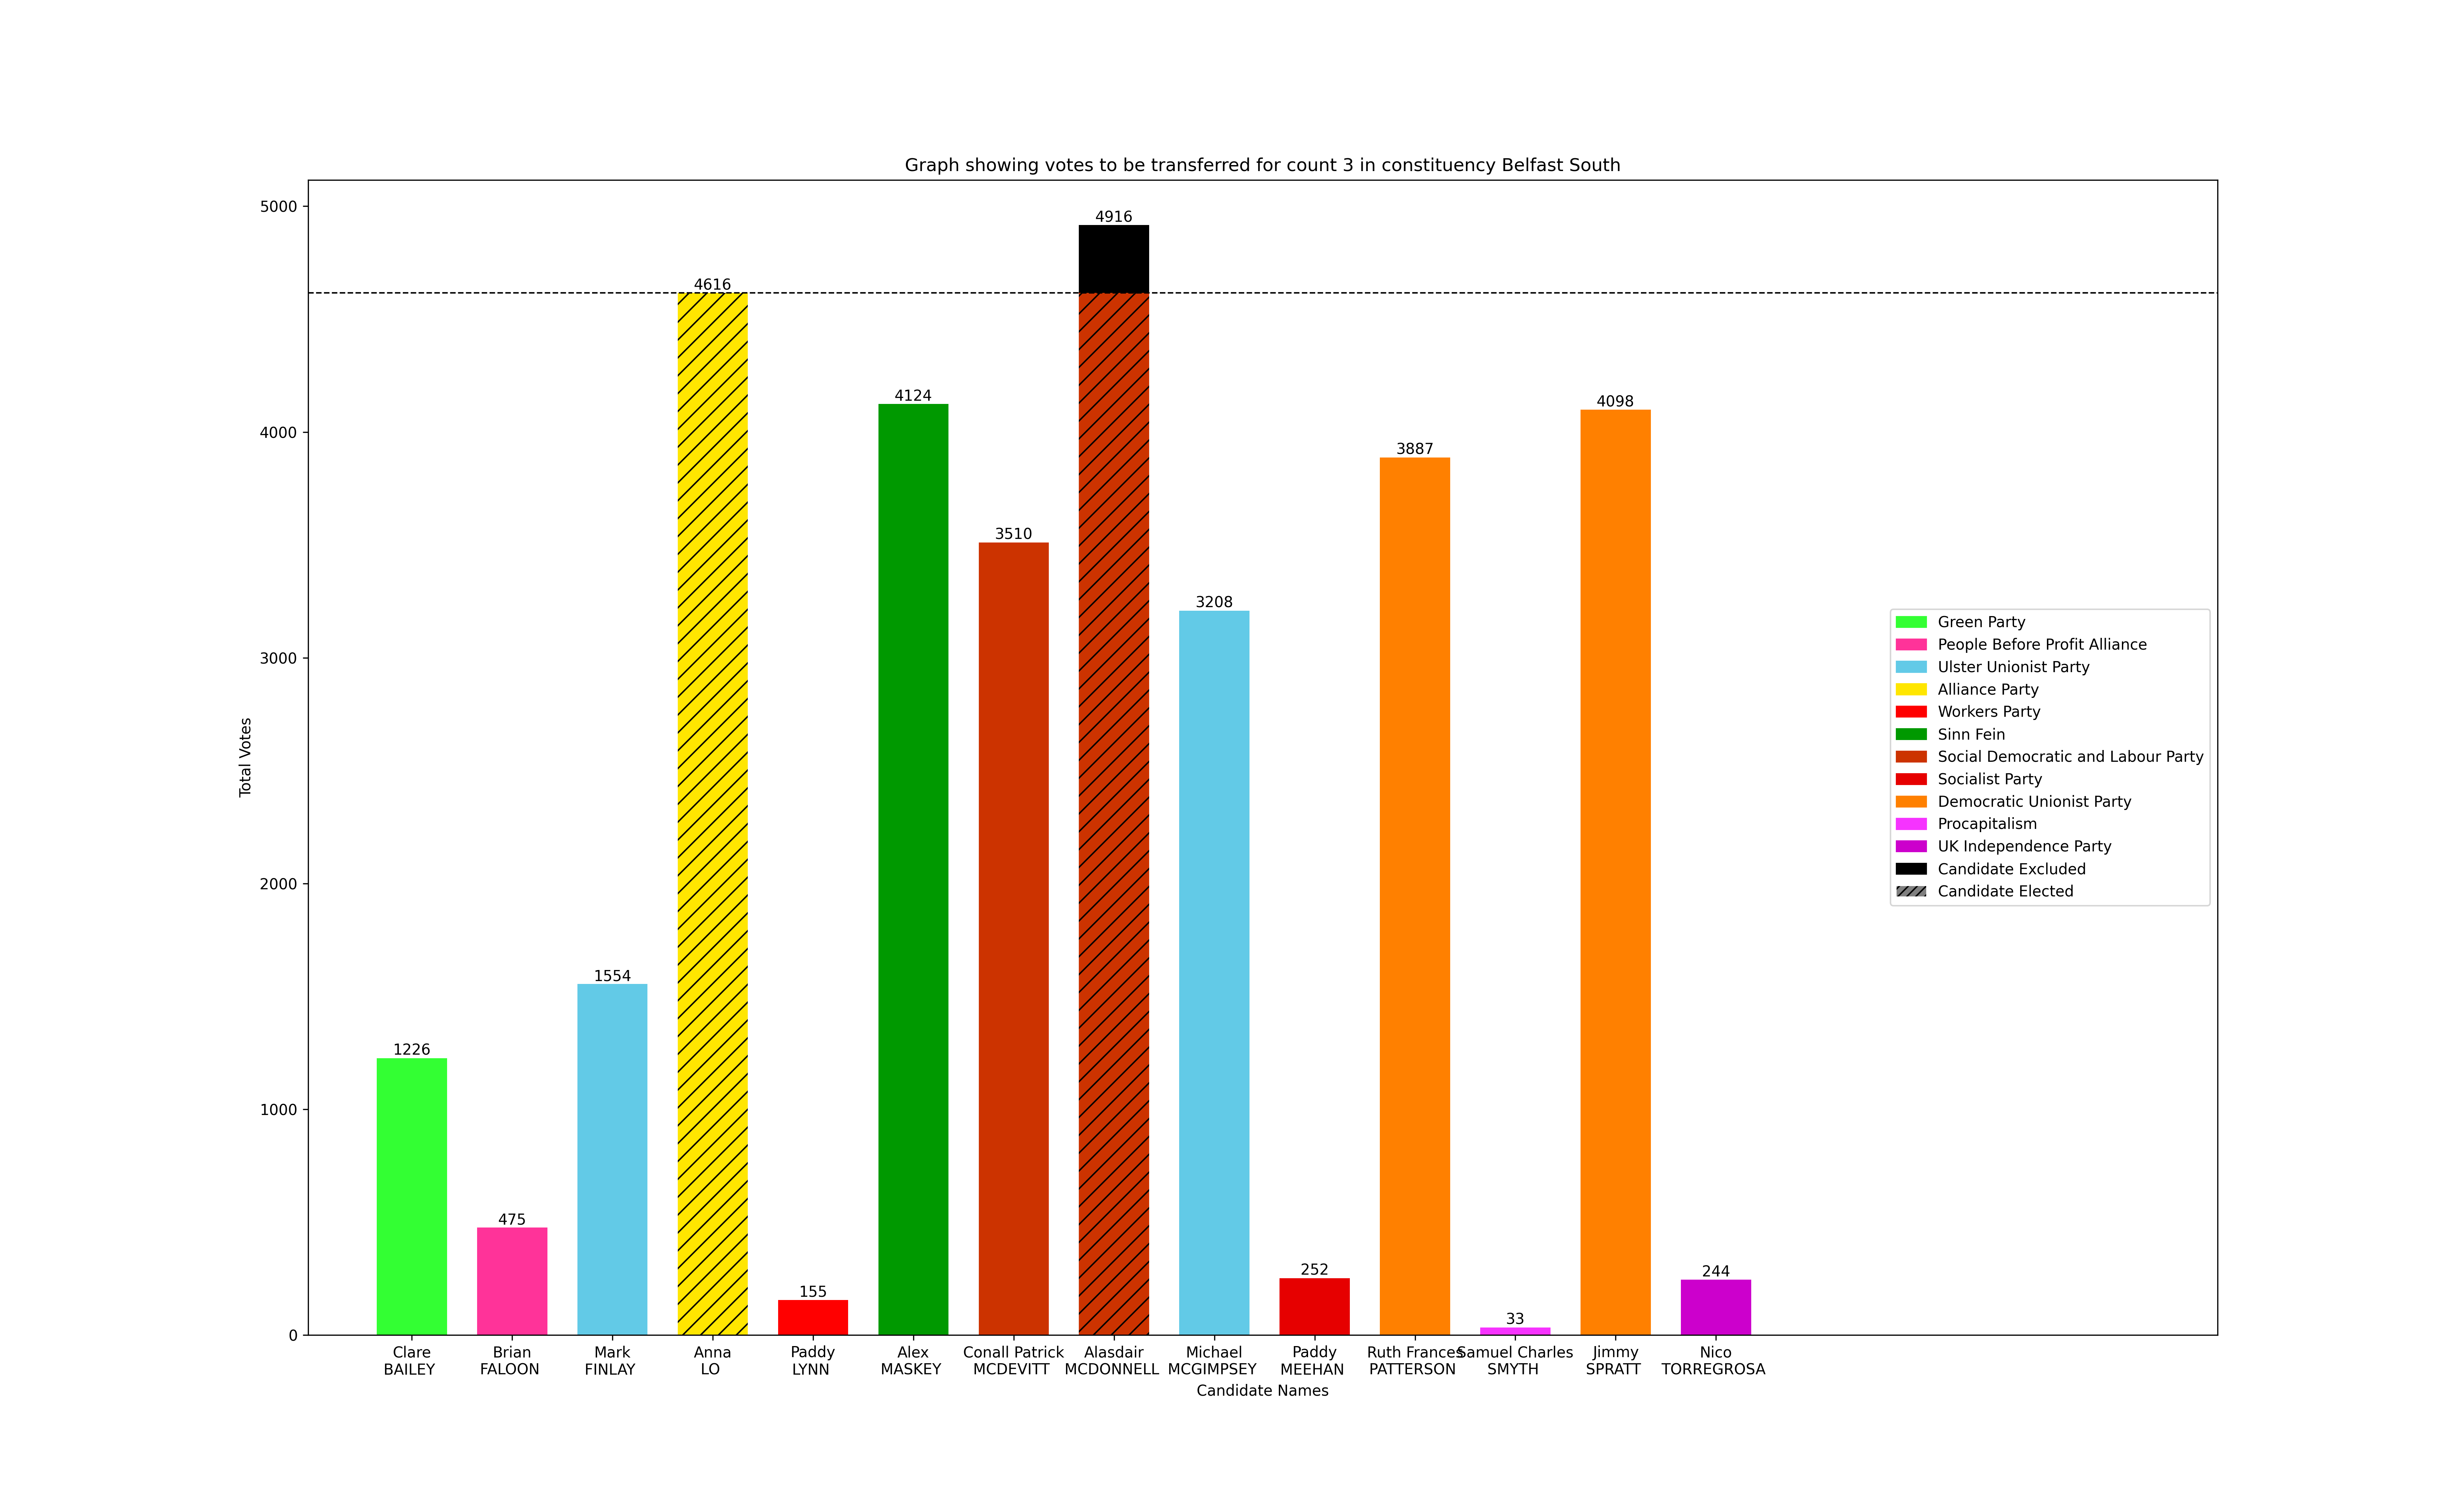 Graph showing votes to be transferred for count 3 in constituency Belfast South
Total Votes
5000
4000
3000
2000
1000
0
1226
475
1554
4616
155
4124
3510
4916
3208
252
3887
33
4098
244
Clare
BAILEY
Brian
FALOON
Mark
FINLAY
Anna
LO
Paddy
LYNN
Alex
MASKEY
Conall Patrick
MCDEVITT
Alasdair
MCDONNELL
Michael
MCGIMPSEY
Paddy
MEEHAN
Ruth Frances
PATTERSON
Samuel Charles
SMYTH
Jimmy
SPRATT
Nico
TORREGROSA
Candidate Names
Green Party
People Before Profit Alliance
Ulster Unionist Party
Alliance Party
Workers Party
Sinn Fein
Social Democratic and Labour Party
Socialist Party
Democratic Unionist Party
Procapitalism
UK Independence Party
Candidate Excluded
Candidate Elected